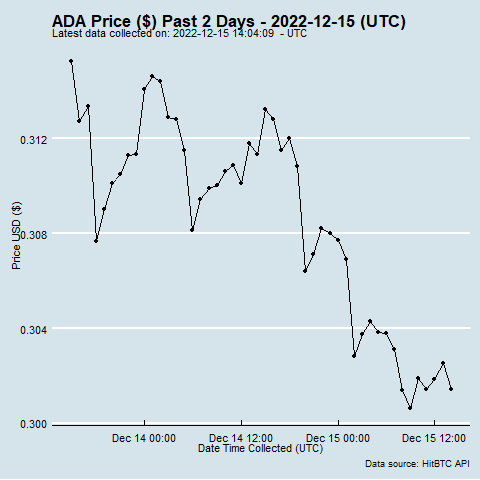 ADA Price ($) Past 2 Days - 2022-12-15 (UTC)
Latest data collected on: 2022-12-15 14:04:09  - UTC
0.312
0.308
0.304
0.300
Price USD ($)
Dec 14 00:00
Dec 14 12:00
Dec 15 00:00
Dec 15 12:00
Date Time Collected (UTC)
Data source: HitBTC API